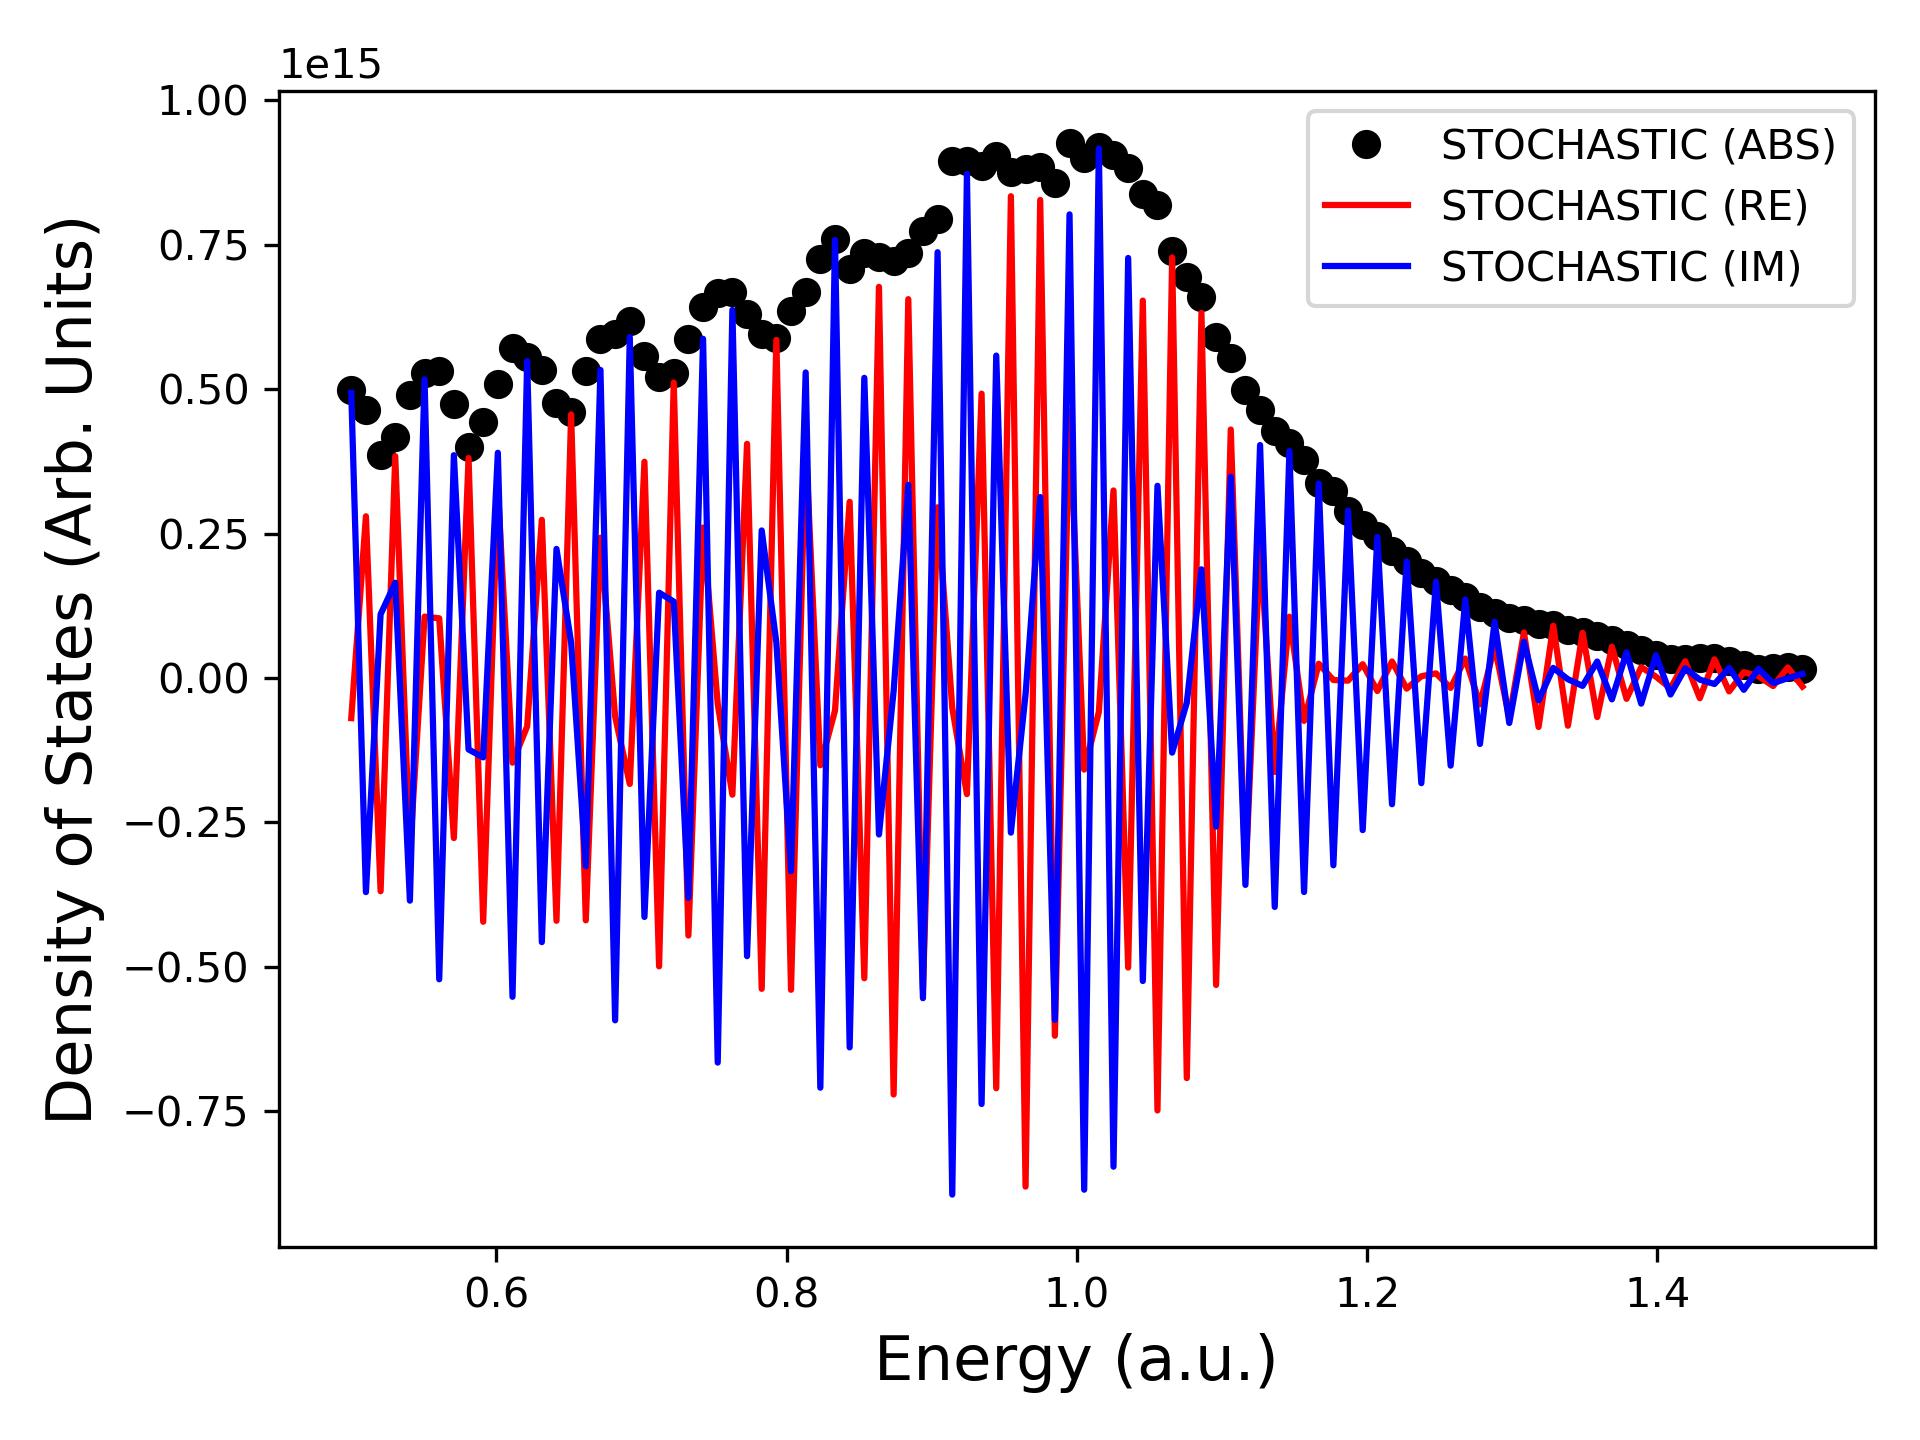 1e15
1.00
0.75
0.50
0.25
0.00
−0.25
−0.50
−0.75
Density of States (Arb. Units)
STOCHASTIC (ABS)
STOCHASTIC (RE)
STOCHASTIC (IM)
0.6 0.8 1.0 1.2 1.4
Energy (a.u.)